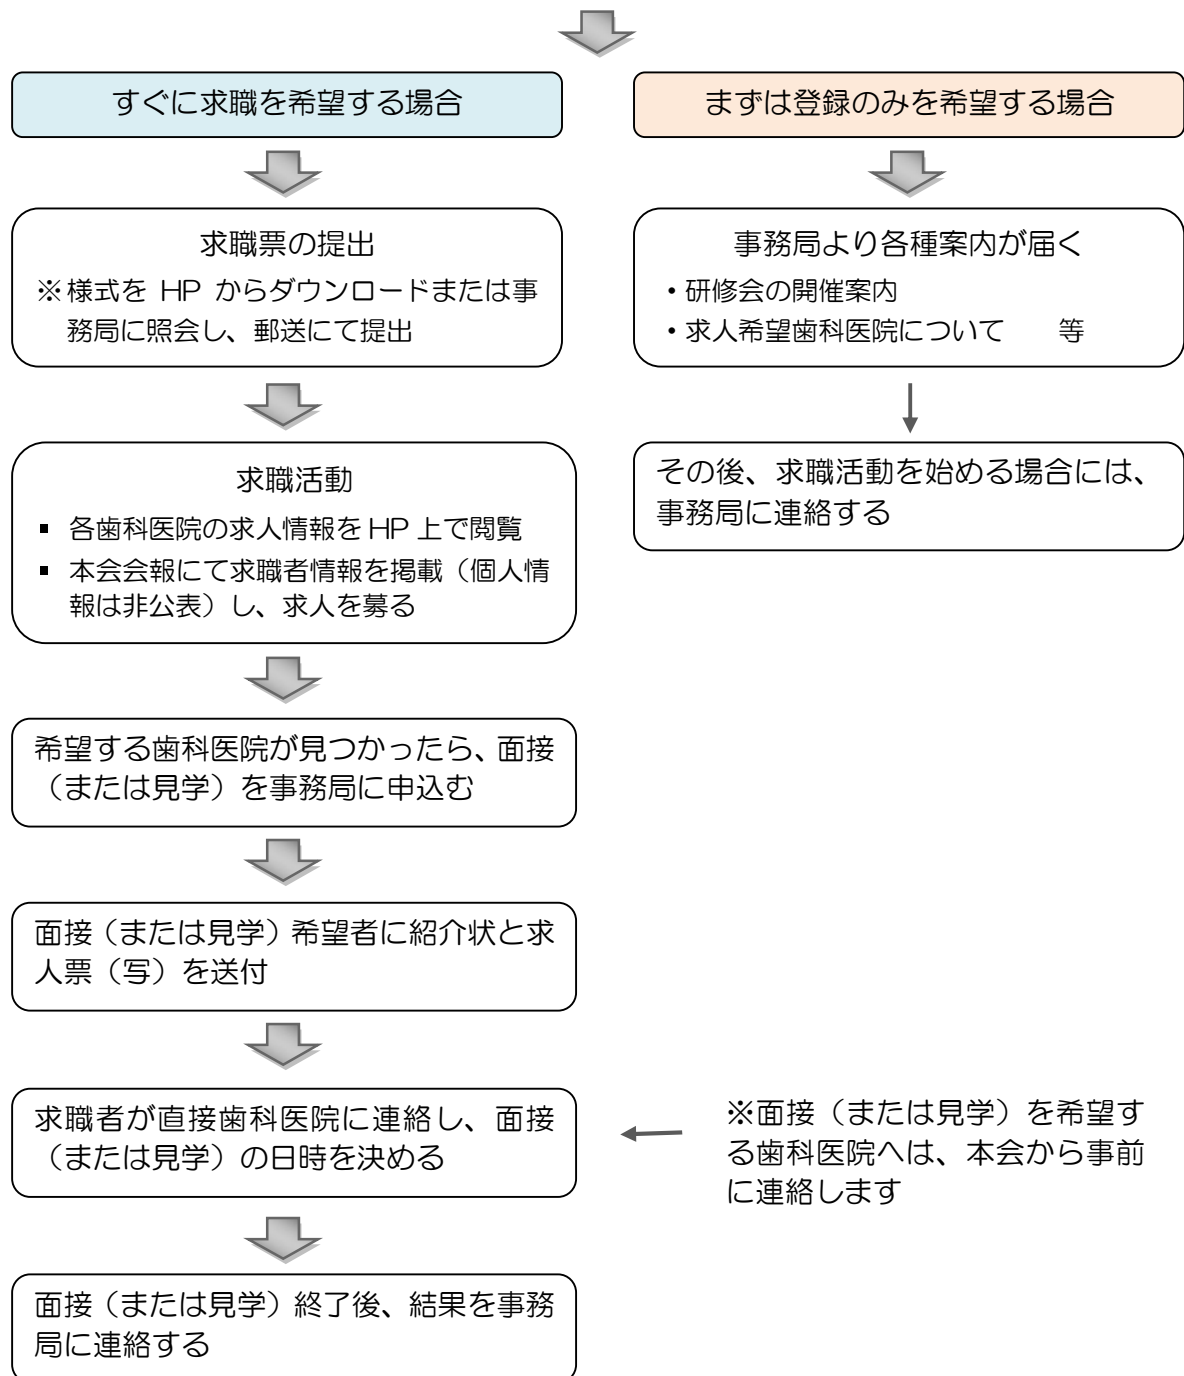 すぐに求職を希望する場合
まずは登録のみを希望する場合
求職票の提出
※様式を HP からダウンロードまたは事
務局に照会し、郵送にて提出
事務局より各種案内が届く
・研修会の開催案内
・求人希望歯科医院について　　等
求職活動
▪ 各歯科医院の求人情報を HP 上で閲覧
▪ 本会会報にて求職者情報を掲載（個人情
報は非公表）し、求人を募る
その後、求職活動を始める場合には、
事務局に連絡する
希望する歯科医院が見つかったら、面接
（または見学）を事務局に申込む
面接（または見学）希望者に紹介状と求
人票（写）を送付
求職者が直接歯科医院に連絡し、面接
（または見学）の日時を決める
※面接（または見学）を希望す
る歯科医院へは、本会から事前
に連絡します
面接（または見学）終了後、結果を事務
局に連絡する